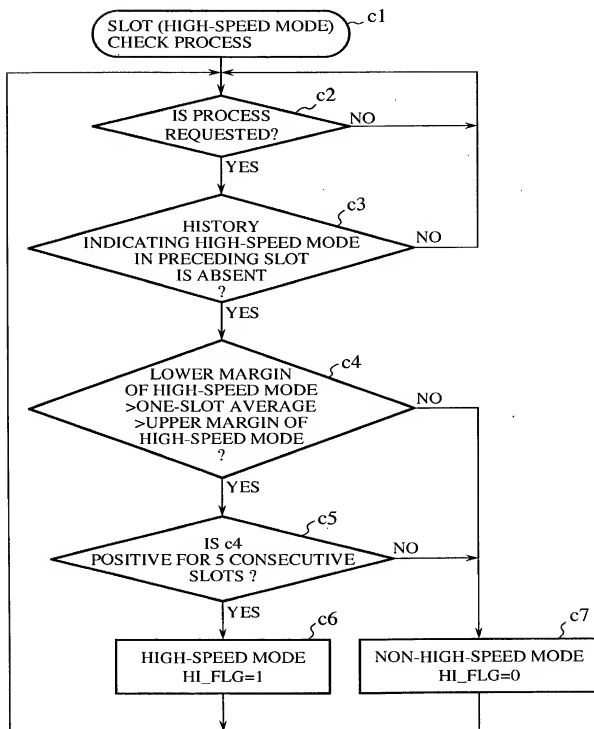 SLOT (HIGH-SPEED MODE)
CHECK PROCESS
c1
c2
IS PROCESS
REQUESTED?
NO
YES
c3
HISTORY
INDICATING HIGH-SPEED MODE
IN PRECEDING SLOT
IS ABSENT
?
NO
YES
c4
LOWER MARGIN
OF HIGH-SPEED MODE
>ONE-SLOT AVERAGE
>UPPER MARGIN OF
HIGH-SPEED MODE
?
NO
YES
c5
IS c4
POSITIVE FOR 5 CONSECUTIVE
SLOTS ?
NO
YES
c6
HIGH-SPEED MODE
HI_FLG=1
c7
NON-HIGH-SPEED MODE
HI_FLG=0